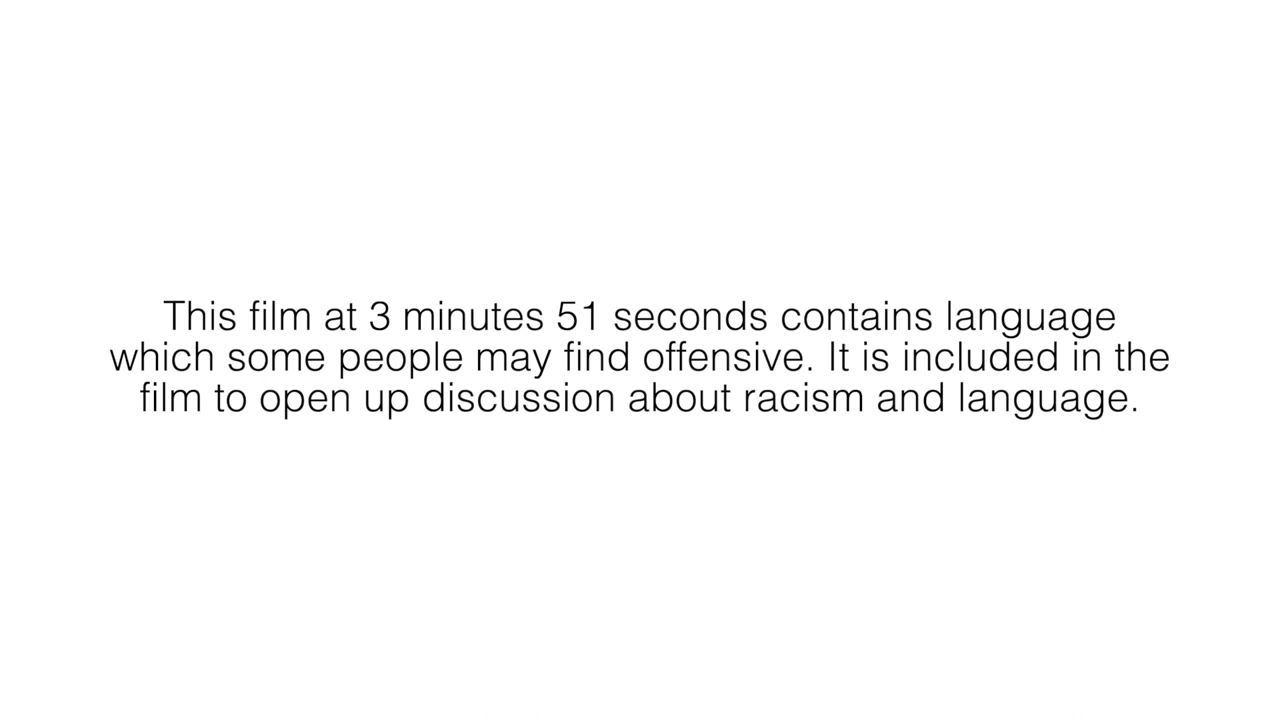 This film at 3 minutes 51 seconds contains language
which some people may find offensive. It is included in the
film to open up discussion about racism and language.